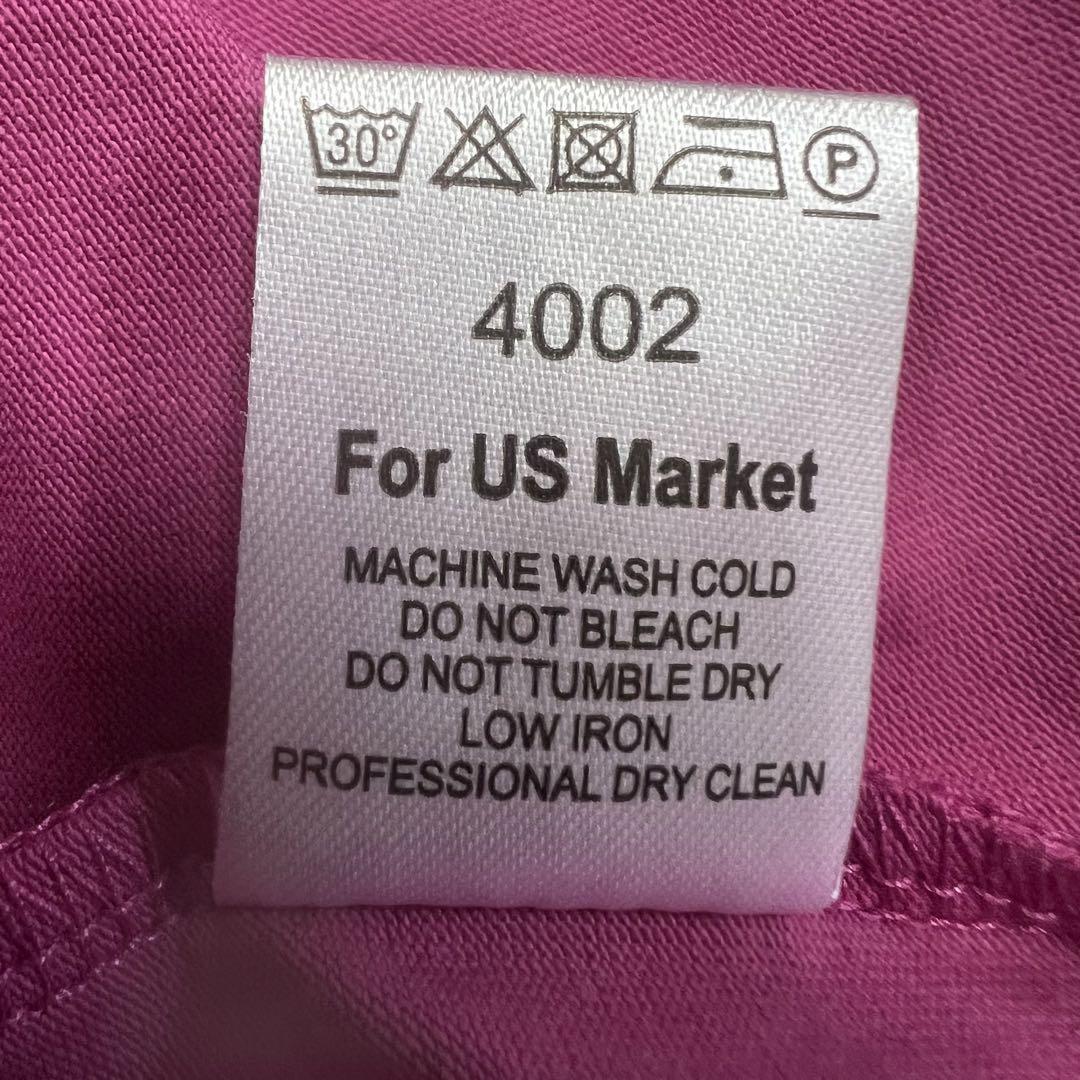 30°
P
4002
For US Market
MACHINE WASH COLD
DO NOT BLEACH
DO NOT TUMBLE DRY
LOW IRON
PROFESSIONAL DRY CLEAN